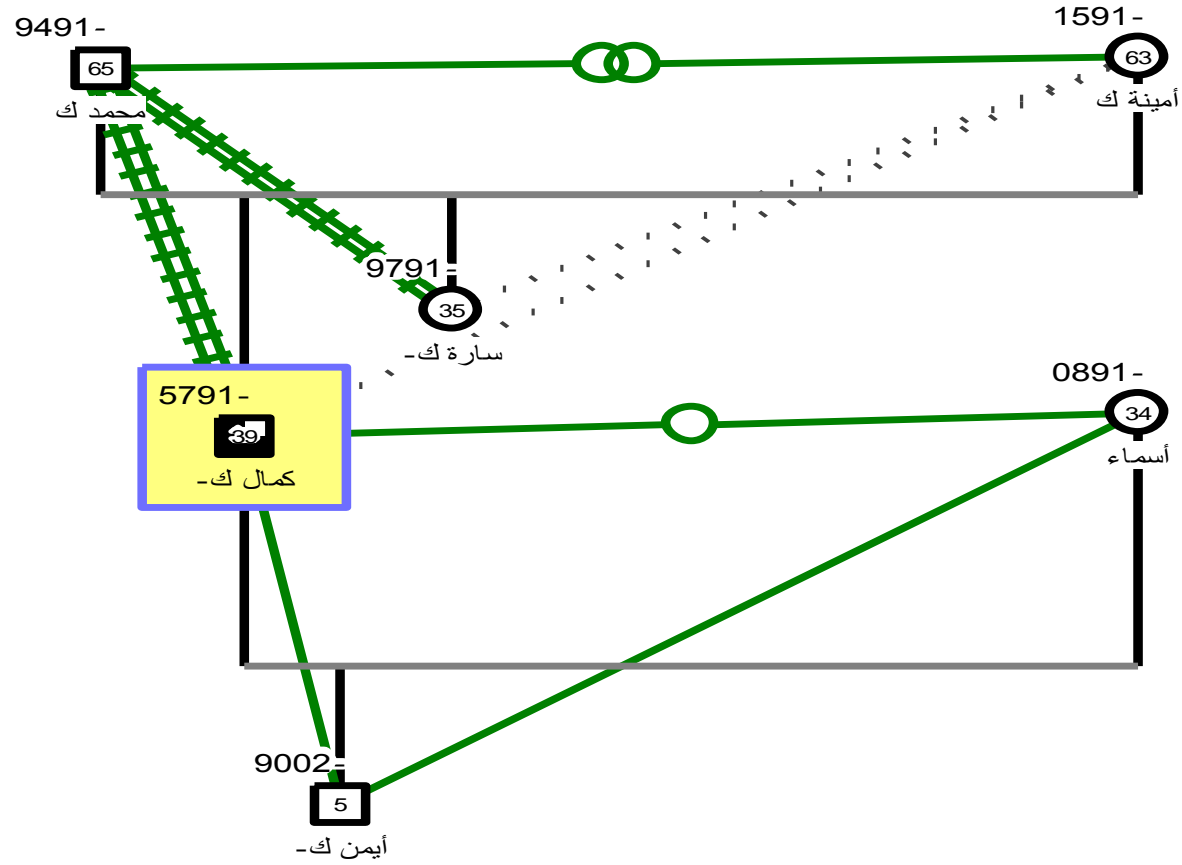 9491-
1591-
65
63
محمد ك
أمينة ك
9791-
35
سارة ك-
5791-
39
كمال ك-
0891-
34
أسماء
9002-
5
أيمن ك-